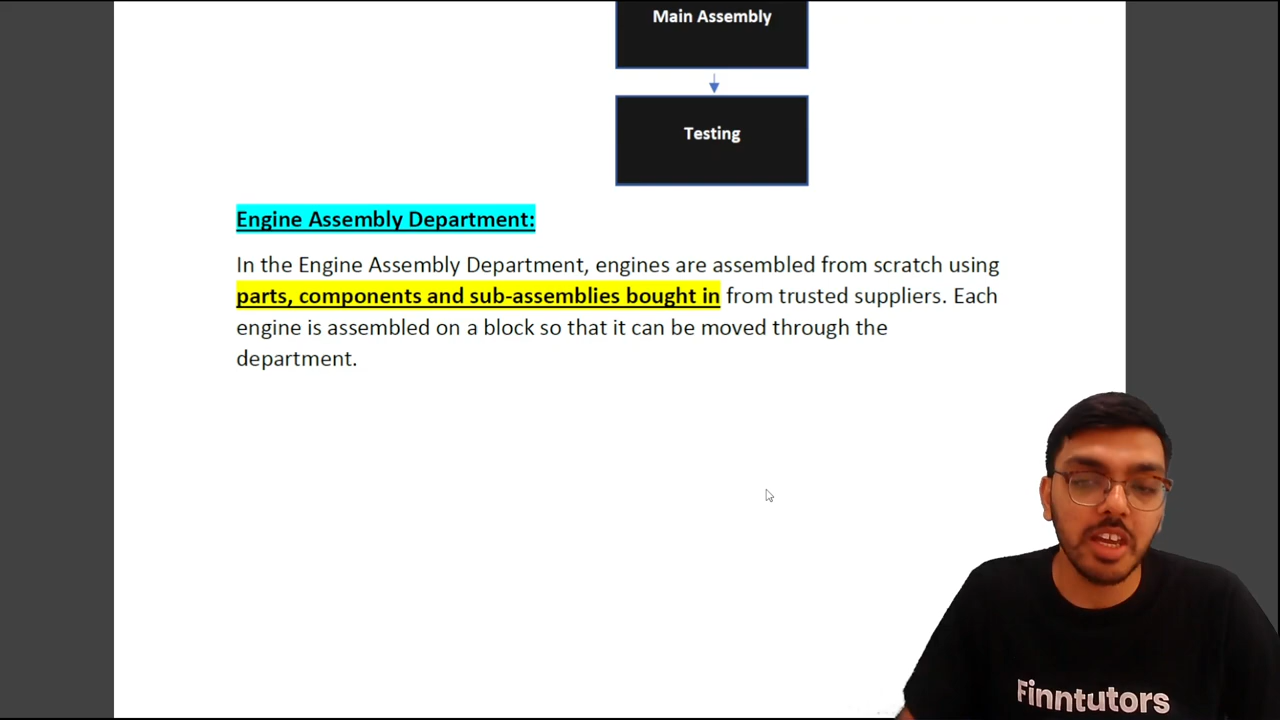 Main Assembly
Testing
Engine Assembly Department:
In the Engine Assembly Department, engines are assembled from scratch using
parts, components and sub-assemblies bought in from trusted suppliers. Each
engine is assembled on a block so that it can be moved through the
department.
Finntutors